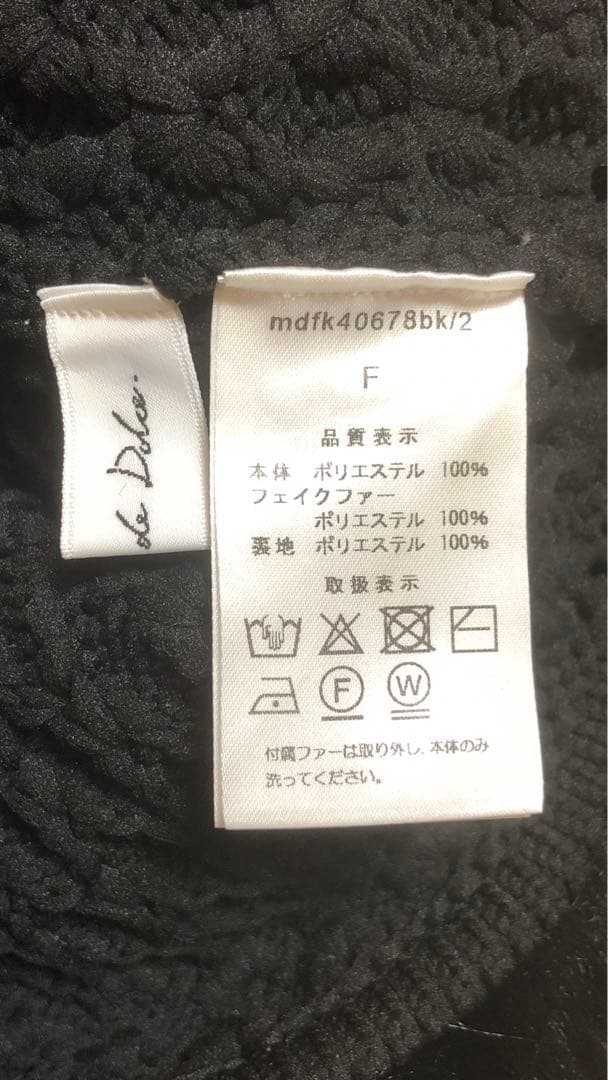 de Dulce.
mdfk40678bk/2
F
品質表示
本体 ポリエステル 100%
フェイクファー
ポリエステル 100%
裏地 ポリエステル 100%
取扱表示
F W
付属ファーは取り外し、本体のみ
洗ってください。